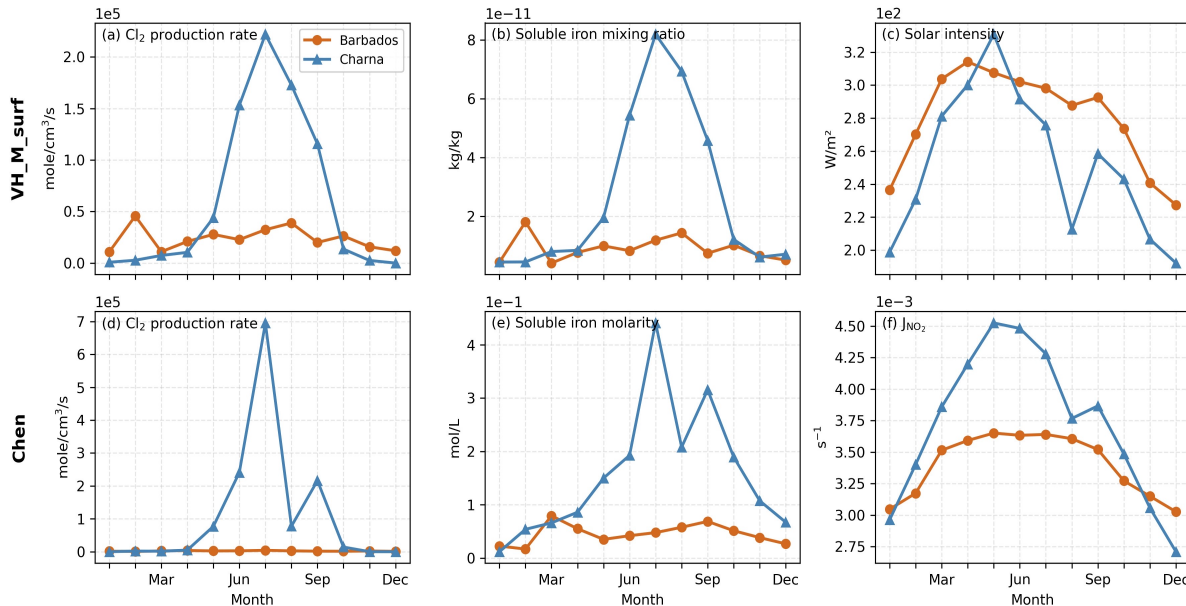 1e5
(a) Cl₂ production rate
Barbados
Charna
2.0
1.5
1.0
0.5
0.0
mole/cm³/s
VH_M_surf
1e−11
(b) Soluble iron mixing ratio
8
6
4
2
kg/kg
1e2
(c) Solar intensity
3.2
3.0
2.8
2.6
2.4
2.2
2.0
W/m²
1e5
(d) Cl₂ production rate
7
6
5
4
3
2
1
0
mole/cm³/s
Chen
Mar Jun Sep Dec
Month
1e−1
(e) Soluble iron molarity
4
3
2
1
0
mol/L
Mar Jun Sep Dec
Month
1e−3
(f) J_NO₂
4.50
4.25
4.00
3.75
3.50
3.25
3.00
2.75
s⁻¹
Mar Jun Sep Dec
Month